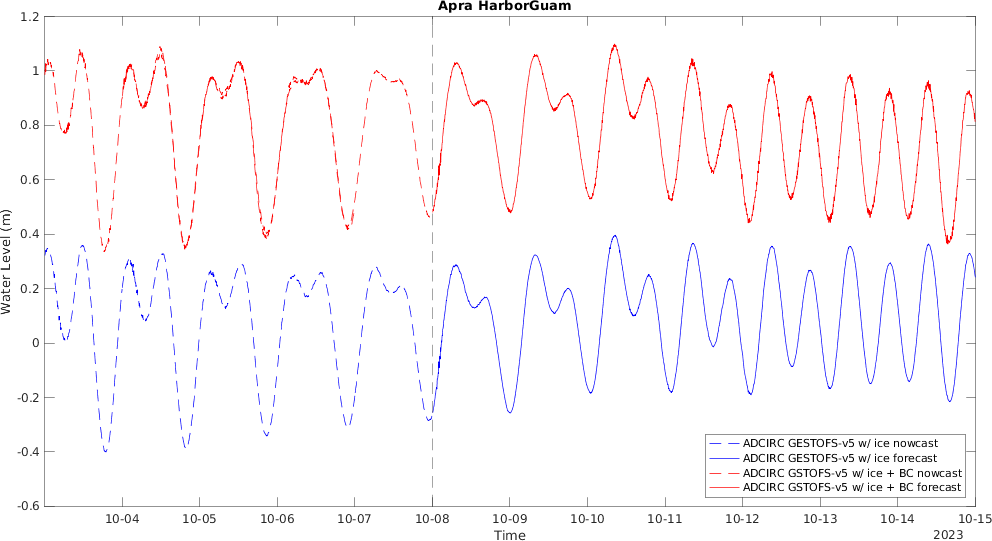 Apra HarborGuam
Water Level (m)
1.2
1
0.8
0.6
0.4
0.2
0
-0.2
-0.4
-0.6
ADCIRC GESTOFS-v5 w/ ice nowcast
ADCIRC GESTOFS-v5 w/ ice forecast
ADCIRC GSTOFS-v5 w/ ice + BC nowcast
ADCIRC GSTOFS-v5 w/ ice + BC forecast
10-04 10-05 10-06 10-07 10-08 10-09 10-10 10-11 10-12 10-13 10-14 10-15
Time
2023